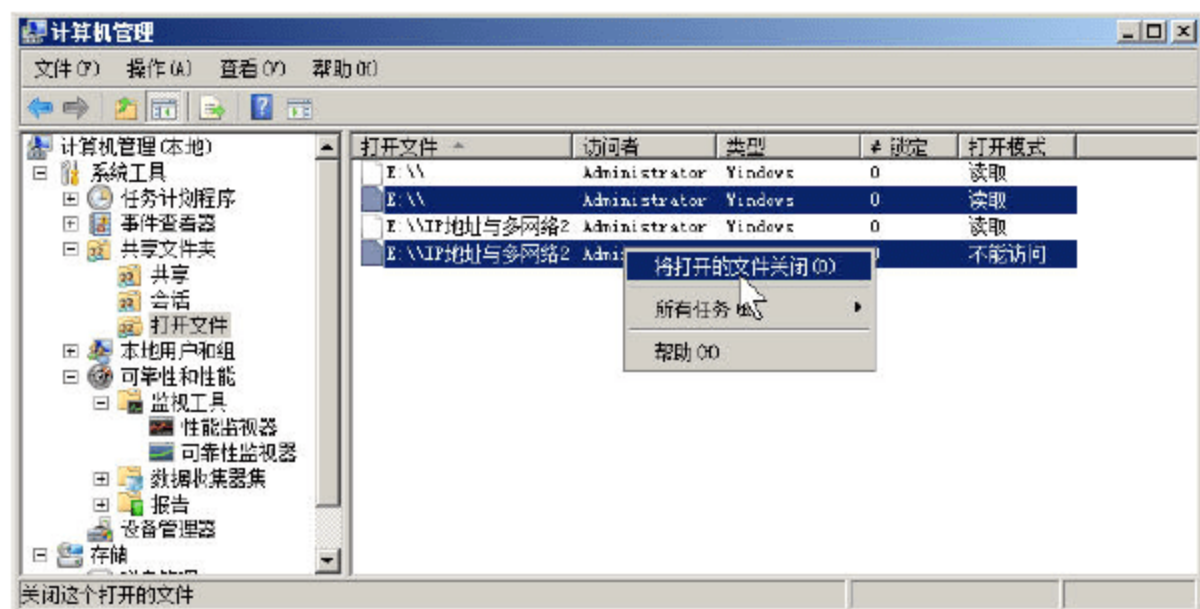 计算机管理
文件(F) 操作(A) 查看(V) 帮助(H)
计算机管理(本地)
系统工具
任务计划程序
事件查看器
共享文件夹
共享
会话
打开文件
本地用户和组
可靠性和性能
监视工具
性能监视器
可靠性监视器
数据收集器集
报告
设备管理器
存储
打开文件 访问者 类型 # 锁定 打开模式
E:\\ Administrator Windows 0 读取
E:\\ Administrator Windows 0 读取
E:\\IP地址与多网络2 Administrator Windows 0 读取
E:\\IP地址与多网络2 Admi 不能访问
将打开的文件关闭(O)
所有任务
帮助(H)
关闭这个打开的文件